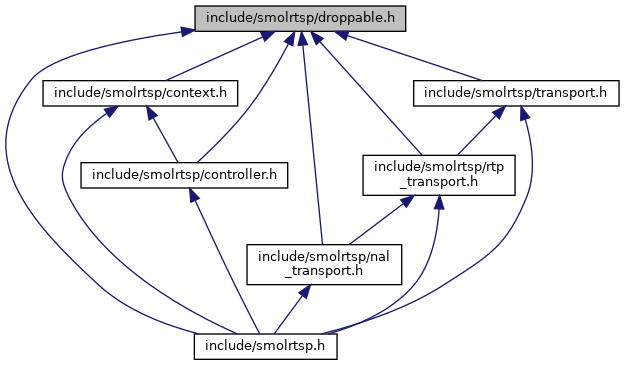 include/smolrtsp/droppable.h
include/smolrtsp/context.h
include/smolrtsp/transport.h
include/smolrtsp/controller.h
include/smolrtsp/rtp
_transport.h
include/smolrtsp/nal
_transport.h
include/smolrtsp.h